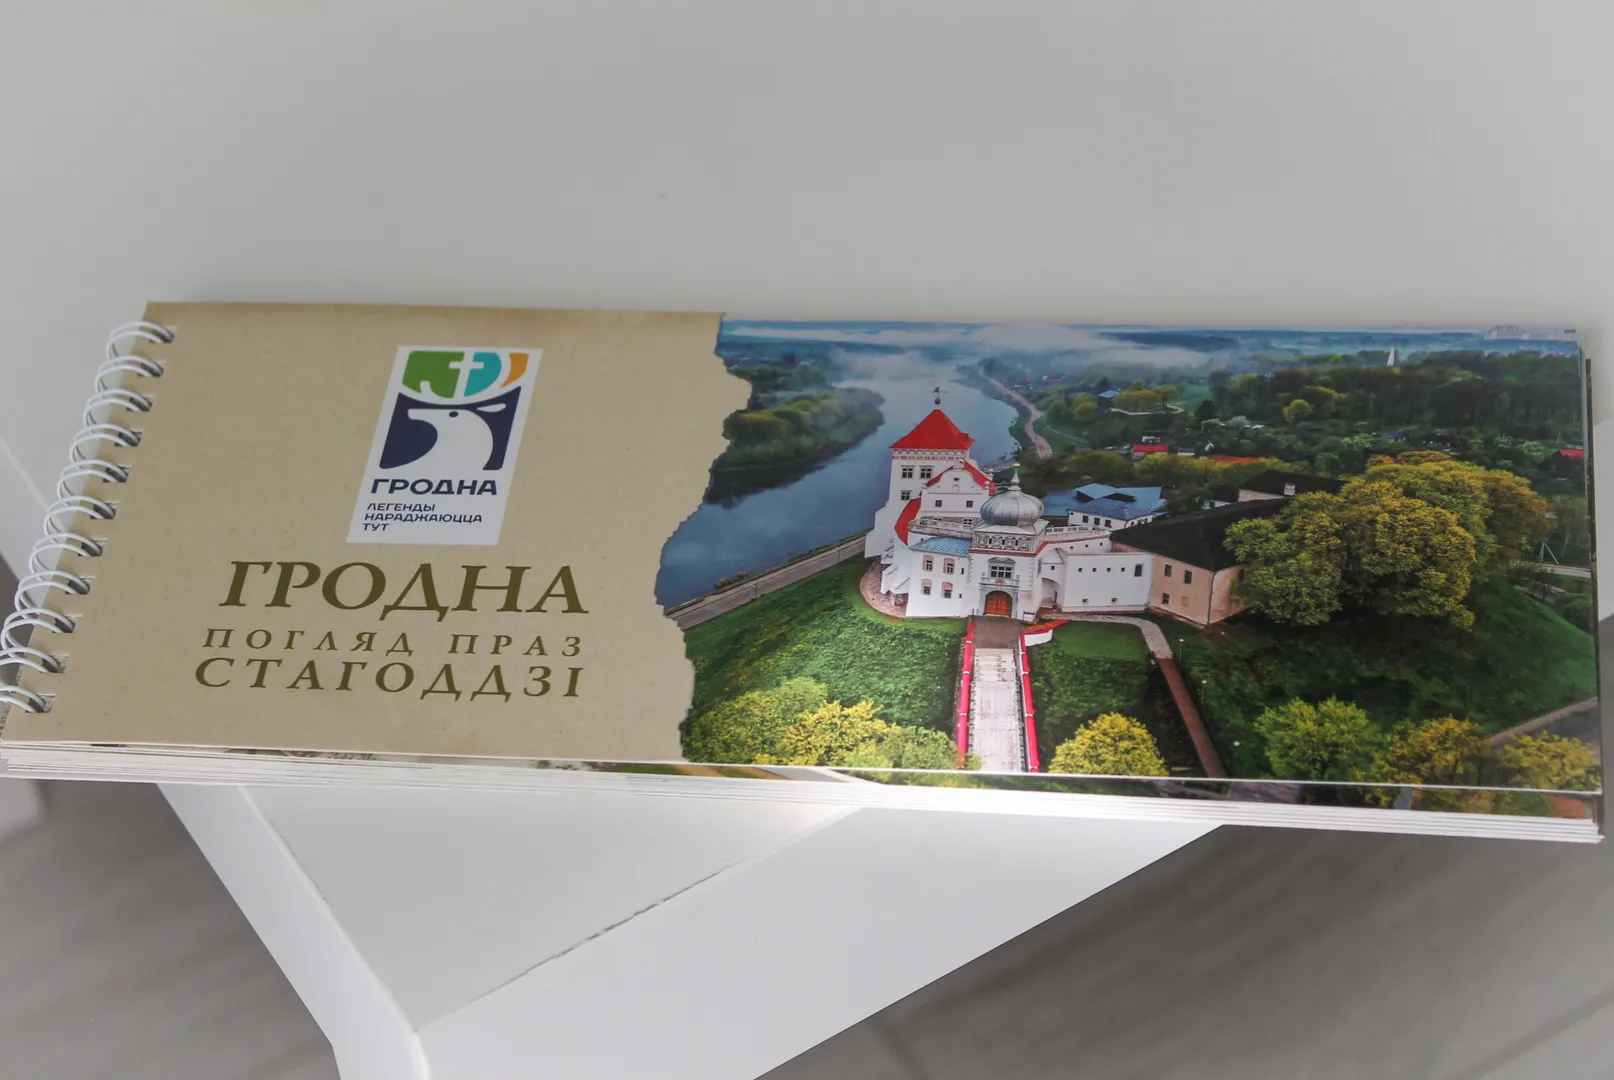 ГРОДНА
ЛЕГЕНДЫ
НАРАДЖАЮЦЦА
ТУТ
ГРОДНА
ПОГЛЯД ПРАЗ
СТАГОДДЗІ